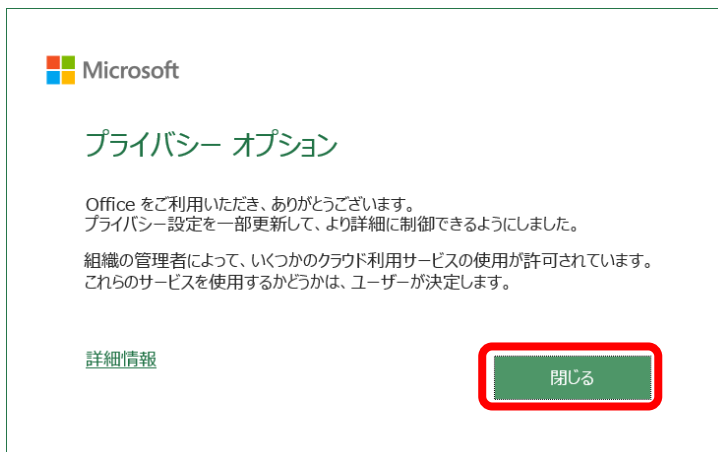 Microsoft
プライバシー オプション
Office をご利用いただき、ありがとうございます。
プライバシー設定を一部更新して、より詳細に制御できるようにしました。
組織の管理者によって、いくつかのクラウド利用サービスの使用が許可されています。
これらのサービスを使用するかどうかは、ユーザーが決定します。
詳細情報
閉じる